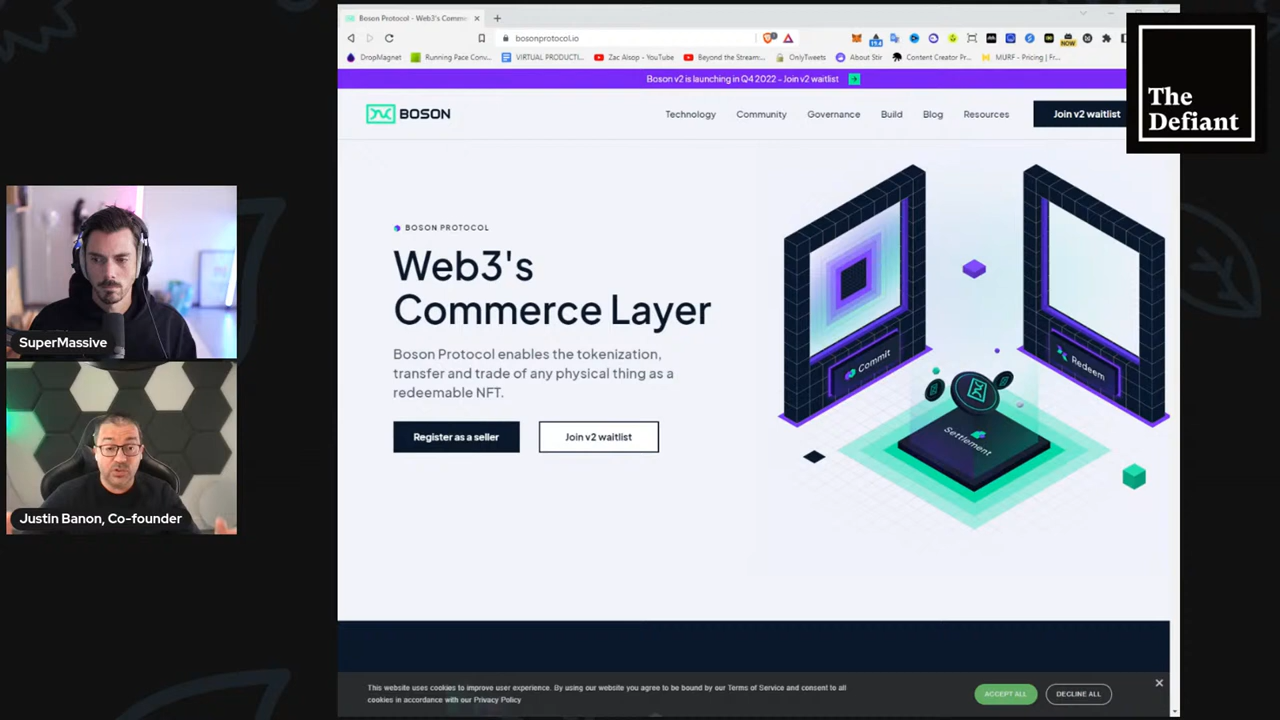 Boson Protocol - Web3's Comme
bosonprotocol.io
DropMagnet
Running Pace Conv...
VIRTUAL PRODUCTI...
Zac Alsop - YouTube
Beyond the Stream:...
OnlyTweets
About Stir
Content Creator Pr...
MURF - Pricing | Fr...
Boson v2 is launching in Q4 2022 - Join v2 waitlist
BOSON
Technology
Community
Governance
Build
Blog
Resources
Join v2 waitlist
The
Defiant
BOSON PROTOCOL
Web3's
Commerce Layer
Boson Protocol enables the tokenization,
transfer and trade of any physical thing as a
redeemable NFT.
Register as a seller
Join v2 waitlist
Commit
Redeem
Settlement
SuperMassive
Justin Banon, Co-founder
This website uses cookies to improve user experience. By using our website you agree to be bound by our Terms of Service and consent to all
cookies in accordance with our Privacy Policy
ACCEPT ALL
DECLINE ALL